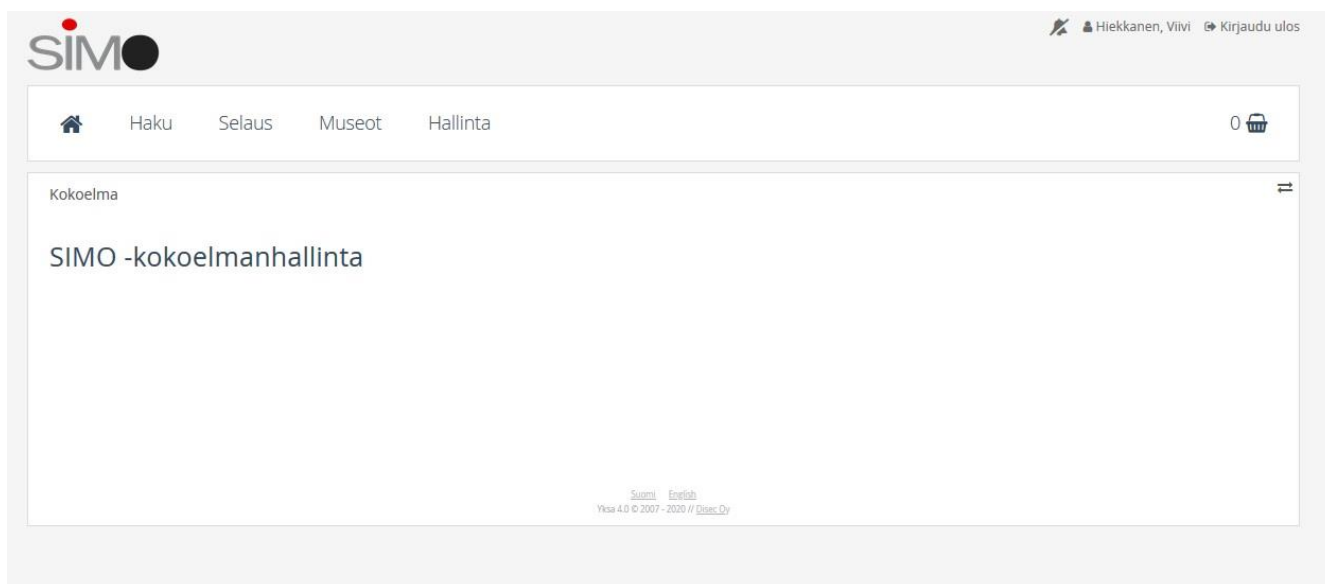 SIMO
Hiekkanen, Viivi Kirjaudu ulos
Haku Selaus Museot Hallinta 0
Kokoelma
SIMO -kokoelmanhallinta
Suomi English
Yksa 4.0 © 2007 - 2020 // Disec Oy